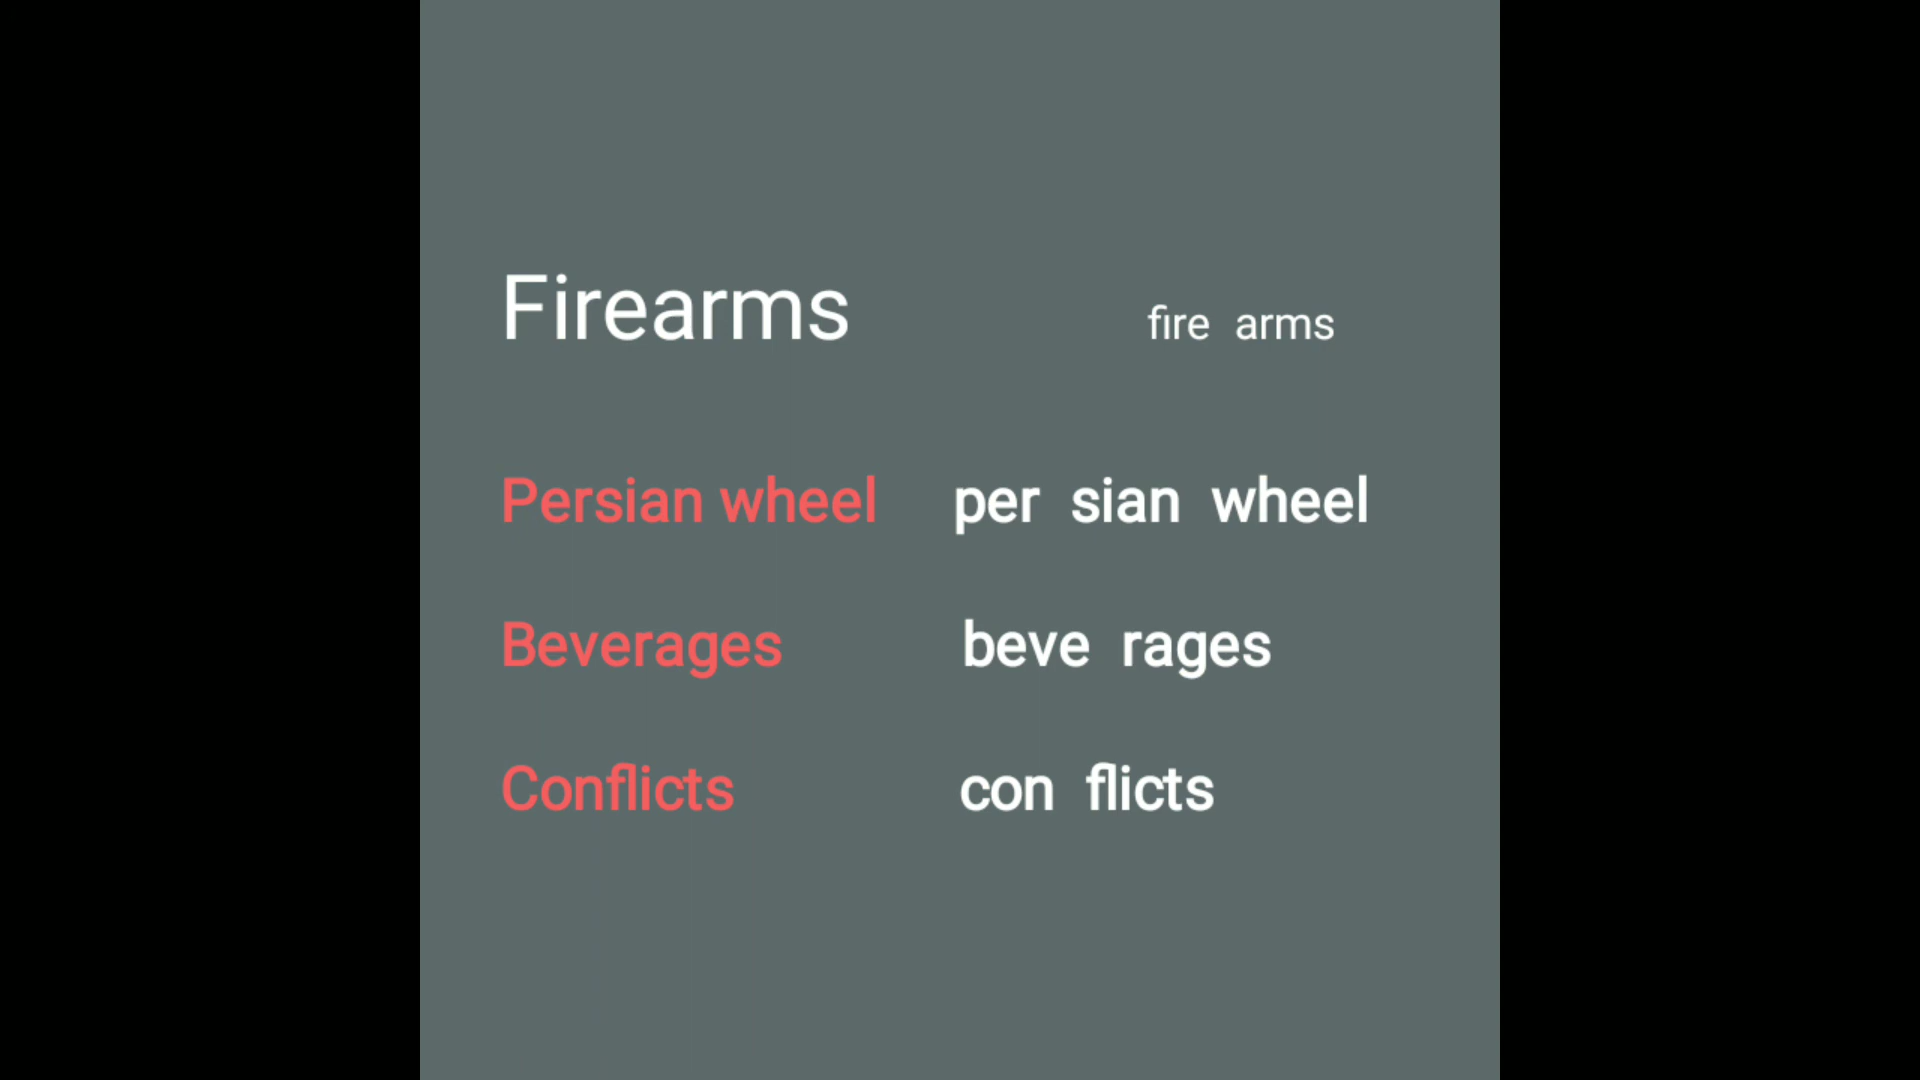 Firearms fire arms
Persian wheel per sian wheel
Beverages beve rages
Conflicts con flicts